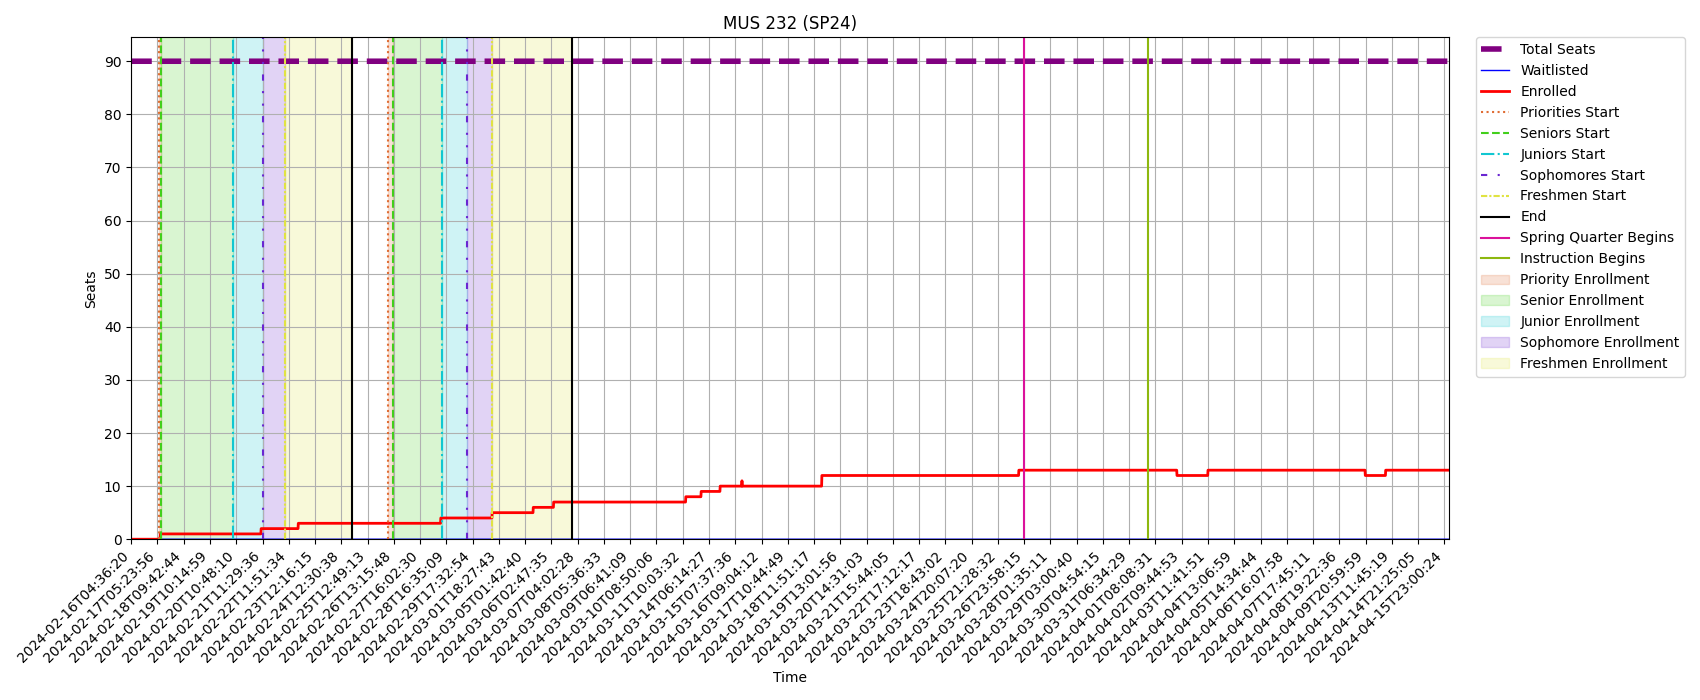 MUS 232 (SP24)
Seats
90
80
70
60
50
40
30
20
10
0
2024-02-16T04:36:20
2024-02-17T05:23:56
2024-02-18T09:42:44
2024-02-19T10:14:59
2024-02-20T10:48:10
2024-02-21T11:29:36
2024-02-22T11:51:34
2024-02-23T12:16:15
2024-02-24T12:30:38
2024-02-25T12:49:13
2024-02-26T13:15:48
2024-02-27T16:02:30
2024-02-28T16:35:09
2024-02-29T17:32:54
2024-03-01T18:27:43
2024-03-05T01:42:40
2024-03-06T02:47:35
2024-03-07T04:02:28
2024-03-08T05:36:33
2024-03-09T06:41:09
2024-03-10T08:50:06
2024-03-11T10:03:32
2024-03-14T06:14:27
2024-03-15T07:37:36
2024-03-16T09:04:12
2024-03-17T10:44:49
2024-03-18T11:51:17
2024-03-19T13:01:56
2024-03-20T14:31:03
2024-03-21T15:44:05
2024-03-22T17:12:17
2024-03-23T18:43:02
2024-03-24T20:07:20
2024-03-25T21:28:32
2024-03-26T23:58:15
2024-03-28T01:35:11
2024-03-29T03:00:40
2024-03-30T04:54:15
2024-03-31T06:34:29
2024-04-01T08:08:31
2024-04-02T09:44:53
2024-04-03T11:41:51
2024-04-04T13:06:59
2024-04-05T14:34:44
2024-04-06T16:07:58
2024-04-07T17:45:11
2024-04-08T19:22:36
2024-04-09T20:59:59
2024-04-13T11:45:19
2024-04-14T21:25:05
2024-04-15T23:00:24
Time
Total Seats
Waitlisted
Enrolled
Priorities Start
Seniors Start
Juniors Start
Sophomores Start
Freshmen Start
End
Spring Quarter Begins
Instruction Begins
Priority Enrollment
Senior Enrollment
Junior Enrollment
Sophomore Enrollment
Freshmen Enrollment